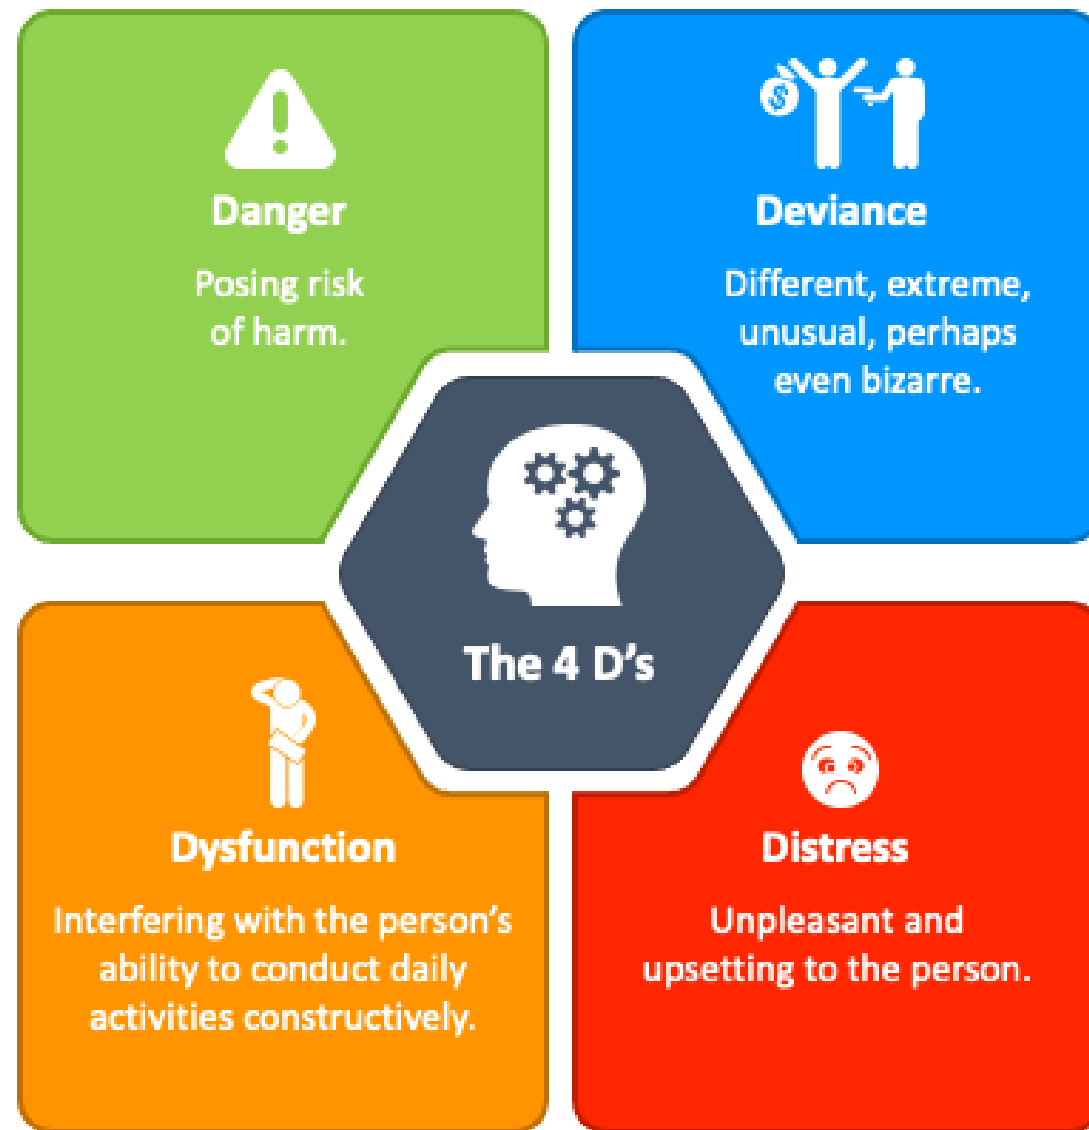 Danger
Posing risk
of harm.
$
Deviance
Different, extreme,
unusual, perhaps
even bizarre.
The 4 D's
Dysfunction
Interfering with the person's
ability to conduct daily
activities constructively.
Distress
Unpleasant and
upsetting to the person.